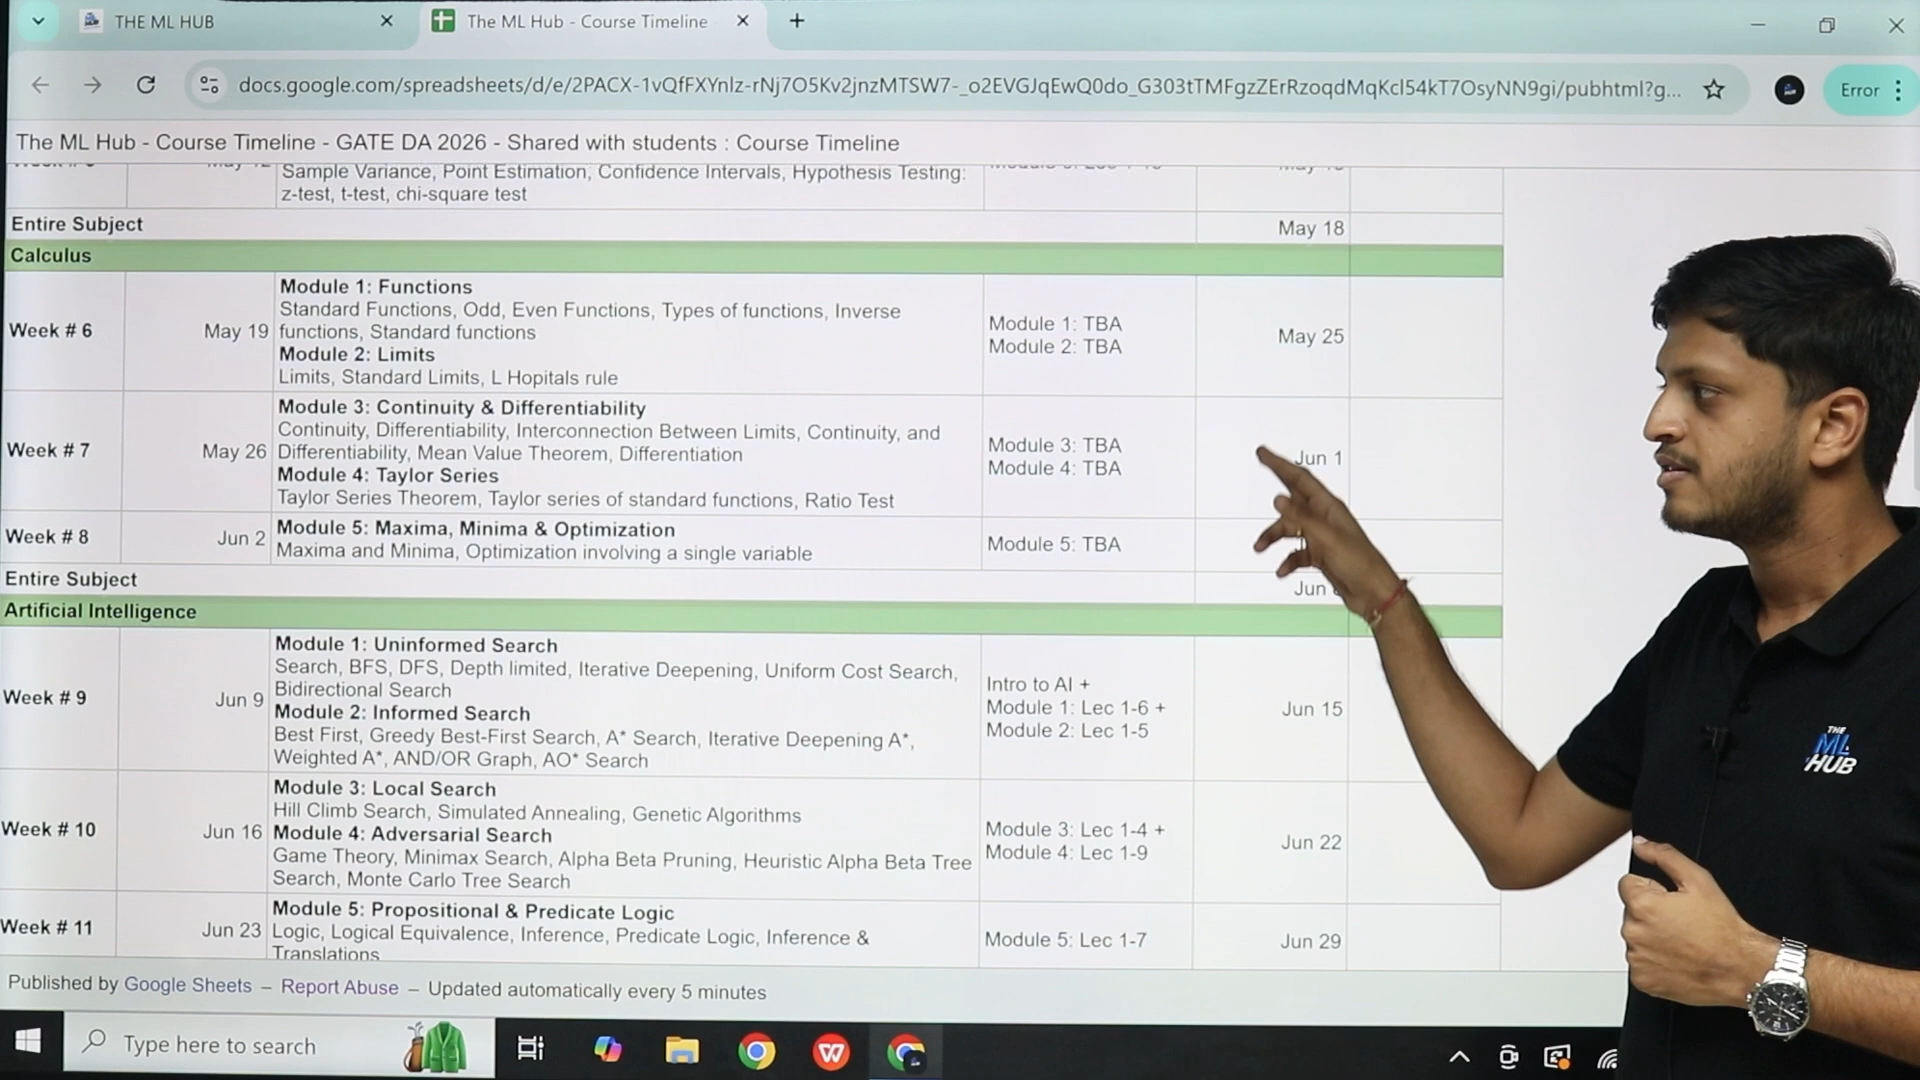 THE ML HUB
The ML Hub - Course Timeline
docs.google.com/spreadsheets/d/e/2PACX-1vQfFXYnlz-rNj7O5Kv2jnzMTSW7-_o2EVGJqEwQ0do_G303tTMFgzZErRzoqdMqKcl54kT7OsyNN9gi/pubhtml?g...
Error
The ML Hub - Course Timeline - GATE DA 2026 - Shared with students : Course Timeline
Sample Variance, Point Estimation, Confidence Intervals, Hypothesis Testing:
z-test, t-test, chi-square test
Entire Subject May 18
Calculus
Week # 6 May 19
Module 1: Functions
Standard Functions, Odd, Even Functions, Types of functions, Inverse
functions, Standard functions
Module 2: Limits
Limits, Standard Limits, L Hopitals rule
Module 1: TBA
Module 2: TBA
May 25
Week # 7 May 26
Module 3: Continuity & Differentiability
Continuity, Differentiability, Interconnection Between Limits, Continuity, and
Differentiability, Mean Value Theorem, Differentiation
Module 4: Taylor Series
Taylor Series Theorem, Taylor series of standard functions, Ratio Test
Module 3: TBA
Module 4: TBA
Jun 1
Week # 8 Jun 2
Module 5: Maxima, Minima & Optimization
Maxima and Minima, Optimization involving a single variable
Module 5: TBA
Entire Subject Jun
Artificial Intelligence
Week # 9 Jun 9
Module 1: Uninformed Search
Search, BFS, DFS, Depth limited, Iterative Deepening, Uniform Cost Search,
Bidirectional Search
Module 2: Informed Search
Best First, Greedy Best-First Search, A* Search, Iterative Deepening A*,
Weighted A*, AND/OR Graph, AO* Search
Intro to AI +
Module 1: Lec 1-6 +
Module 2: Lec 1-5
Jun 15
Week # 10 Jun 16
Module 3: Local Search
Hill Climb Search, Simulated Annealing, Genetic Algorithms
Module 4: Adversarial Search
Game Theory, Minimax Search, Alpha Beta Pruning, Heuristic Alpha Beta Tree
Search, Monte Carlo Tree Search
Module 3: Lec 1-4 +
Module 4: Lec 1-9
Jun 22
Week # 11 Jun 23
Module 5: Propositional & Predicate Logic
Logic, Logical Equivalence, Inference, Predicate Logic, Inference &
Translations
Module 5: Lec 1-7
Jun 29
Published by Google Sheets – Report Abuse – Updated automatically every 5 minutes
Type here to search
THE
ML
HUB